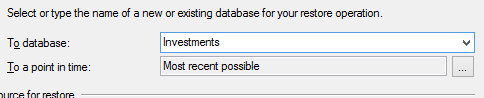 Select or type the name of a new or existing database for your restore operation.
To database: Investments
To a point in time: Most recent possible ...
ource for restore